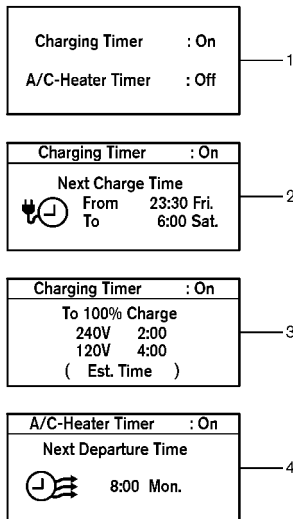 Charging Timer : On
A/C-Heater Timer : Off
1
Charging Timer : On
Next Charge Time
From 23:30 Fri.
To 6:00 Sat.
2
Charging Timer : On
To 100% Charge
240V 2:00
120V 4:00
( Est. Time )
3
A/C-Heater Timer : On
Next Departure Time
8:00 Mon.
4